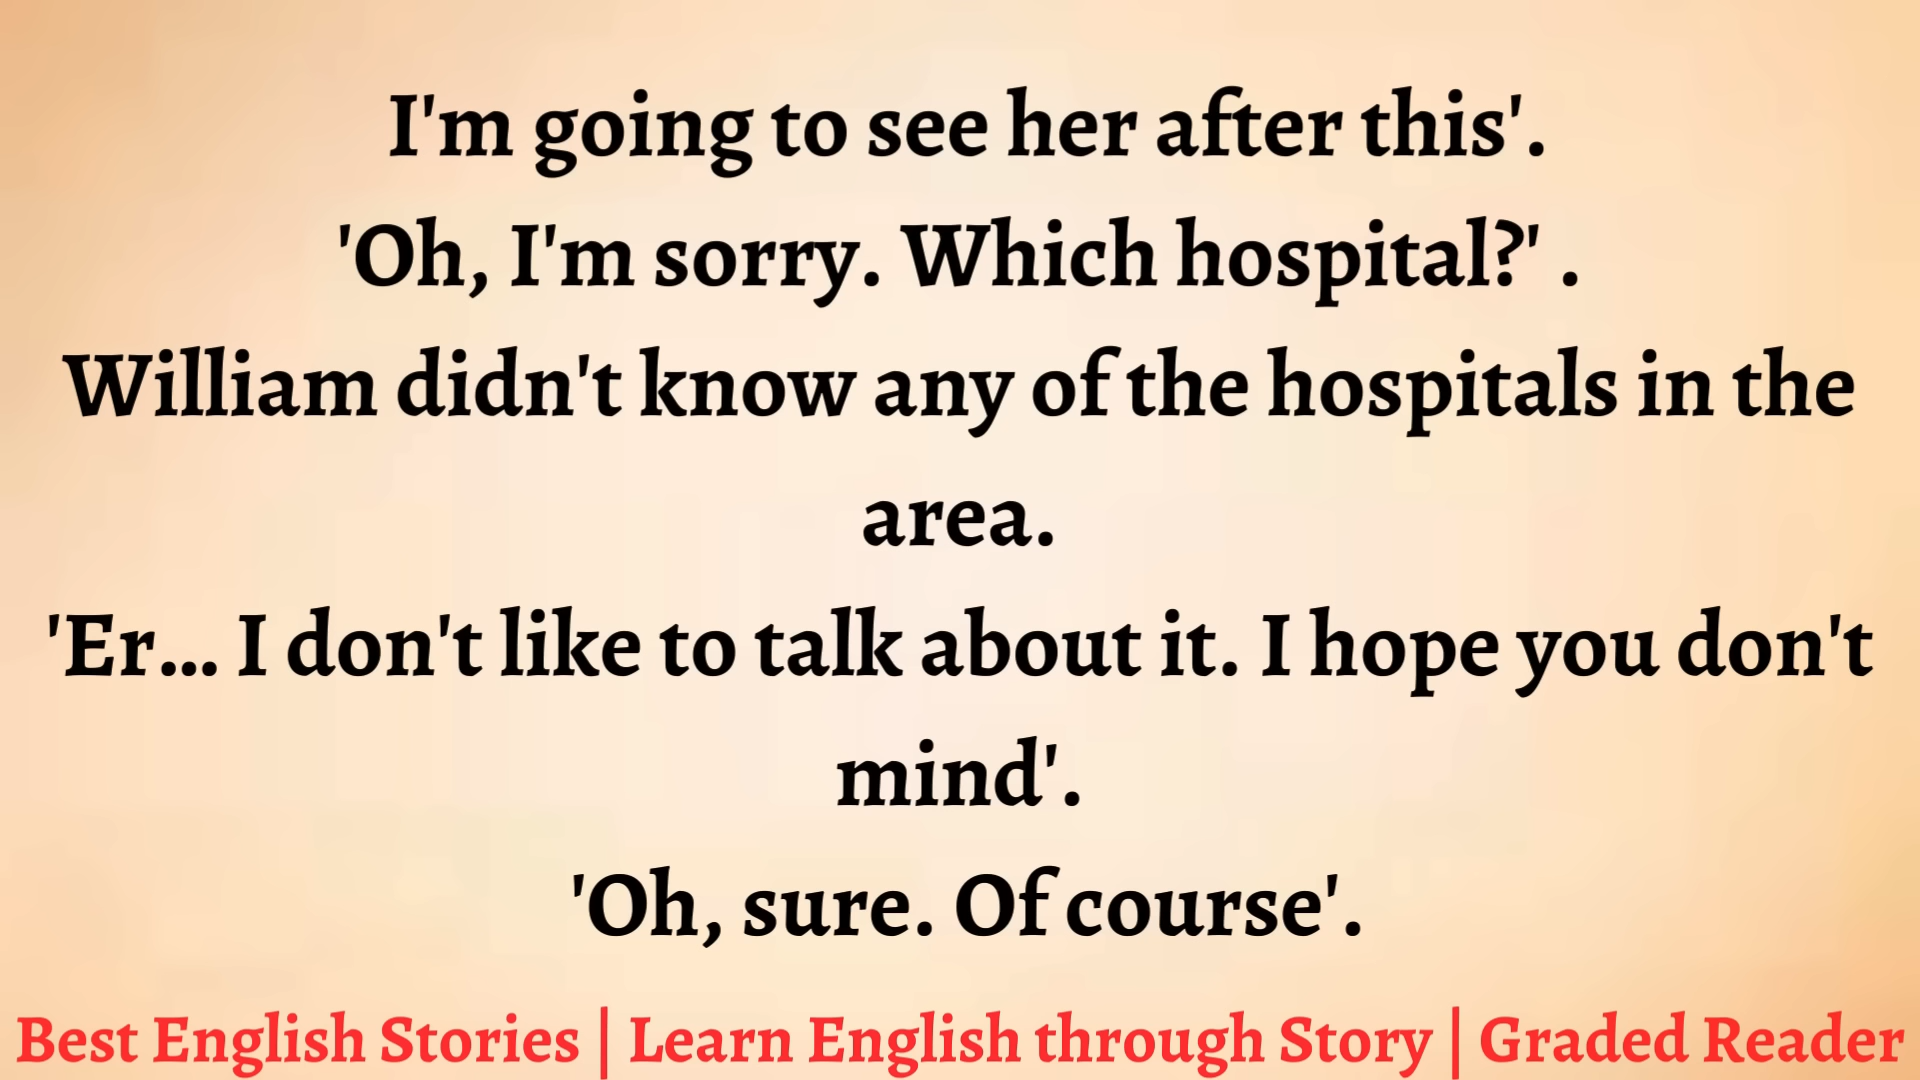 I'm going to see her after this'.
'Oh, I'm sorry. Which hospital?' .
William didn't know any of the hospitals in the
area.
'Er... I don't like to talk about it. I hope you don't
mind'.
'Oh, sure. Of course'.
Best English Stories | Learn English through Story | Graded Reader